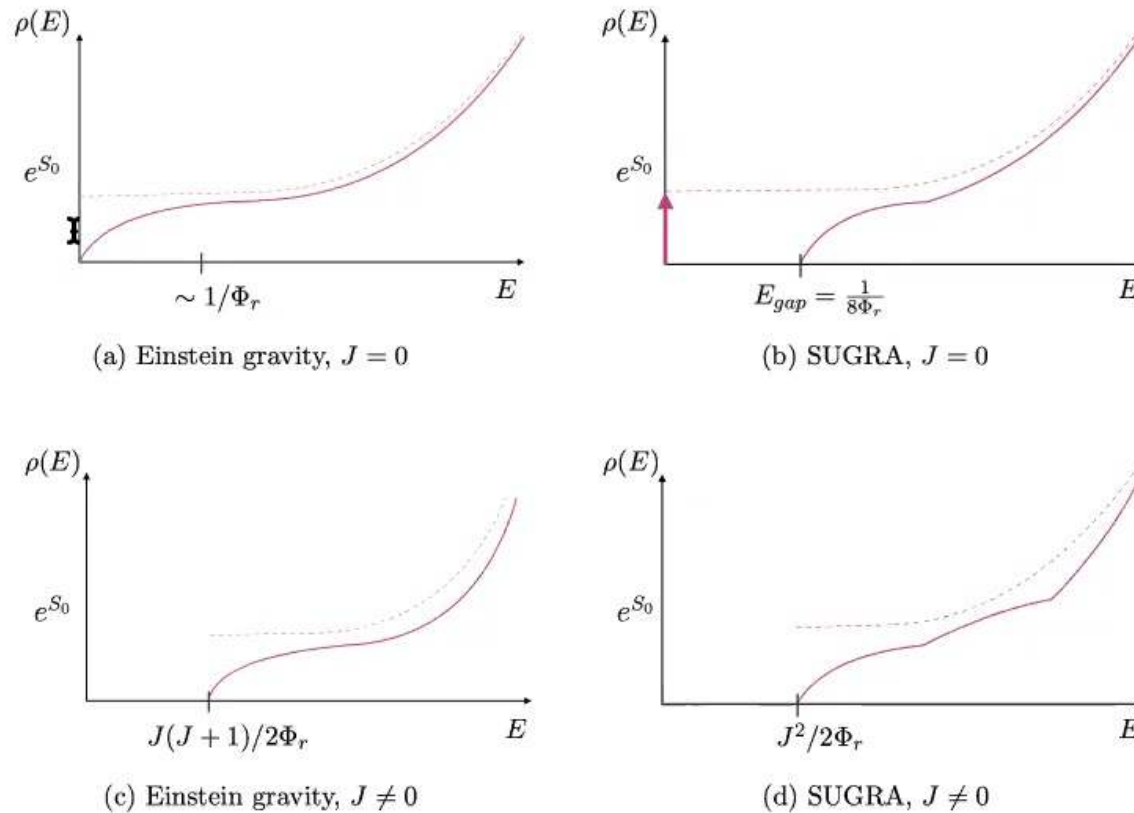 ρ(E)
e^{S_0}
∼ 1/Φ_r
E
(a) Einstein gravity, J = 0
ρ(E)
e^{S_0}
E_{gap} = \frac{1}{8Φ_r}
E
(b) SUGRA, J = 0
ρ(E)
e^{S_0}
J(J + 1)/2Φ_r
E
(c) Einstein gravity, J ≠ 0
ρ(E)
e^{S_0}
J^2/2Φ_r
E
(d) SUGRA, J ≠ 0